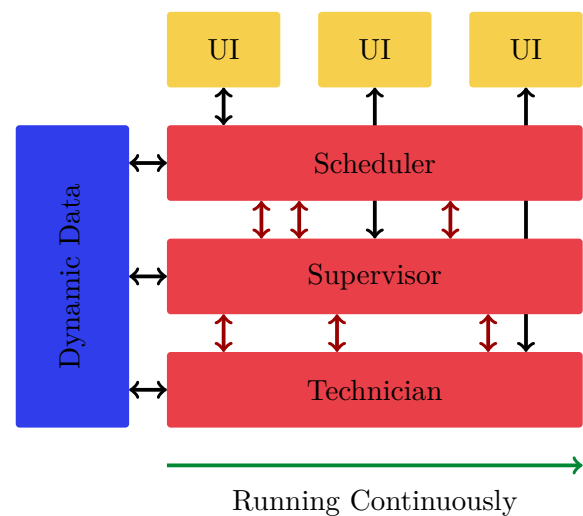 UI
UI
UI
Scheduler
Dynamic Data
Supervisor
Technician
Running Continuously